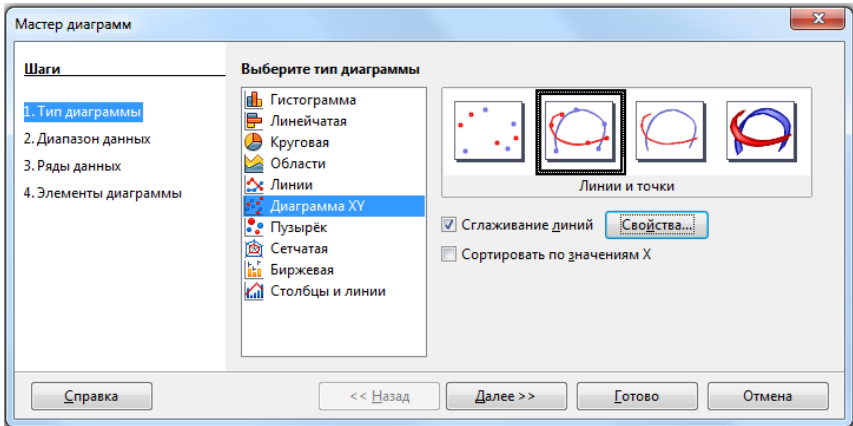 Мастер диаграмм
Шаги
1. Тип диаграммы
2. Диапазон данных
3. Ряды данных
4. Элементы диаграммы
Выберите тип диаграммы
Гистограмма
Линейчатая
Круговая
Области
Линии
Диаграмма XY
Пузырёк
Сетчатая
Биржевая
Столбцы и линии
Линии и точки
Сглаживание линий
Свойства...
Сортировать по значениям X
Справка
<< Назад
Далее >>
Готово
Отмена